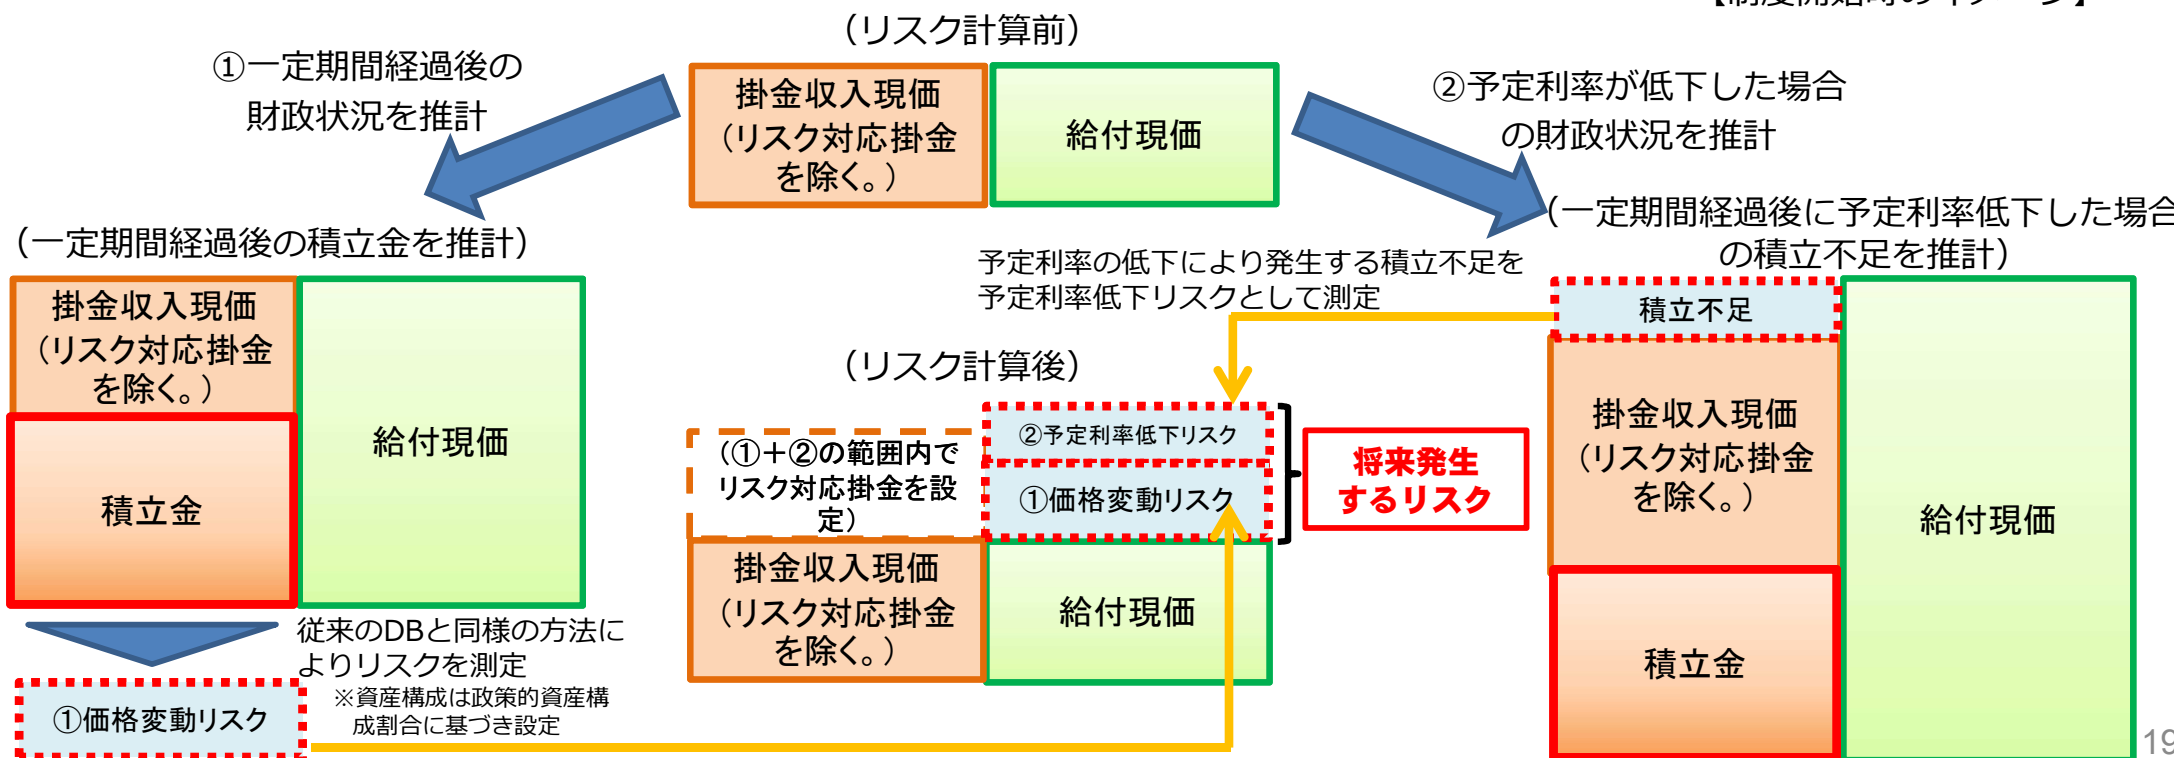 【制度開始時のイメージ】
（リスク計算前）
①一定期間経過後の
財政状況を推計
掛金収入現価
（リスク対応掛金
を除く。）
給付現価
②予定利率が低下した場合
の財政状況を推計
（一定期間経過後の積立金を推計）
掛金収入現価
（リスク対応掛金
を除く。）
積立金
給付現価
従来のDBと同様の方法に
よりリスクを測定
※資産構成は政策的資産構
成割合に基づき設定
①価格変動リスク
予定利率の低下により発生する積立不足を
予定利率低下リスクとして測定
（リスク計算後）
（①＋②の範囲内で
リスク対応掛金を設
定）
②予定利率低下リスク
①価格変動リスク
将来発生
するリスク
掛金収入現価
（リスク対応掛金
を除く。）
給付現価
（一定期間経過後に予定利率低下した場合
の積立不足を推計）
積立不足
掛金収入現価
（リスク対応掛金
を除く。）
積立金
給付現価
19